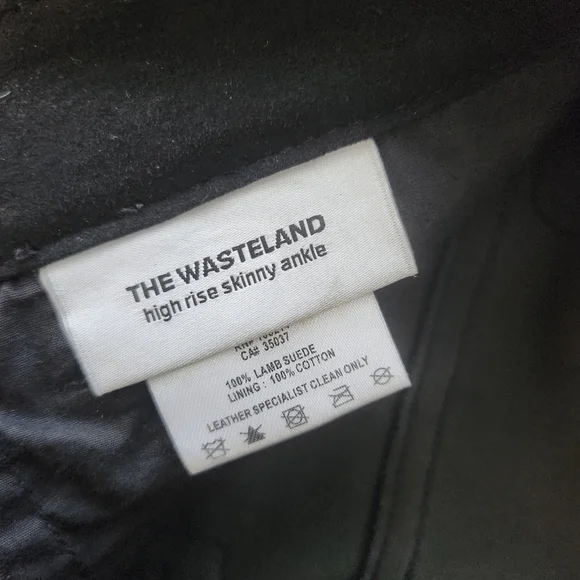 THE WASTELAND
high rise skinny ankle
CA# 35037
100% LAMB SUEDE
LINING : 100% COTTON
LEATHER SPECIALIST CLEAN ONLY